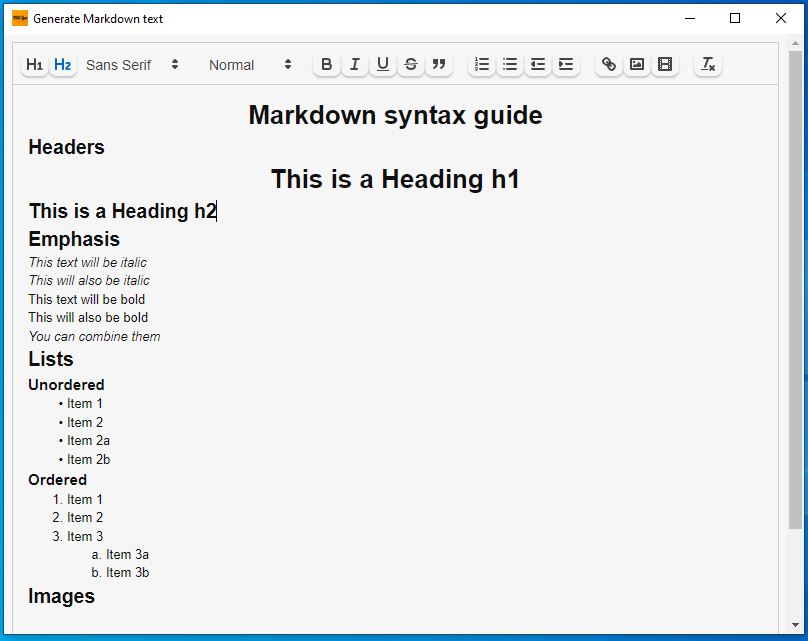 Generate Markdown text
H1 H2 Sans Serif Normal B I U S
Markdown syntax guide
Headers
This is a Heading h1
This is a Heading h2
Emphasis
This text will be italic
This will also be italic
This text will be bold
This will also be bold
You can combine them
Lists
Unordered
• Item 1
• Item 2
• Item 2a
• Item 2b
Ordered
1. Item 1
2. Item 2
3. Item 3
a. Item 3a
b. Item 3b
Images